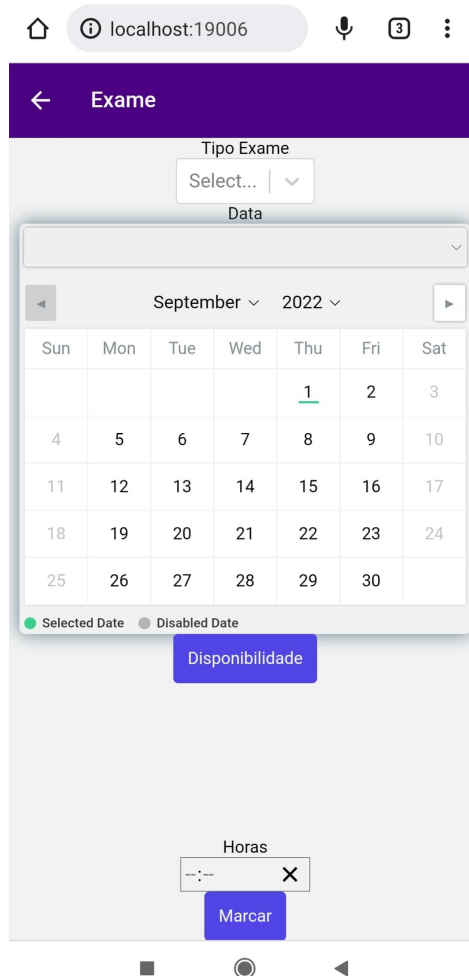 localhost:19006
3
Exame
Tipo Exame
Select...
Data
September 2022
Sun Mon Tue Wed Thu Fri Sat
1 2 3
4 5 6 7 8 9 10
11 12 13 14 15 16 17
18 19 20 21 22 23 24
25 26 27 28 29 30
Selected Date Disabled Date
Disponibilidade
Horas
--:--
Marcar